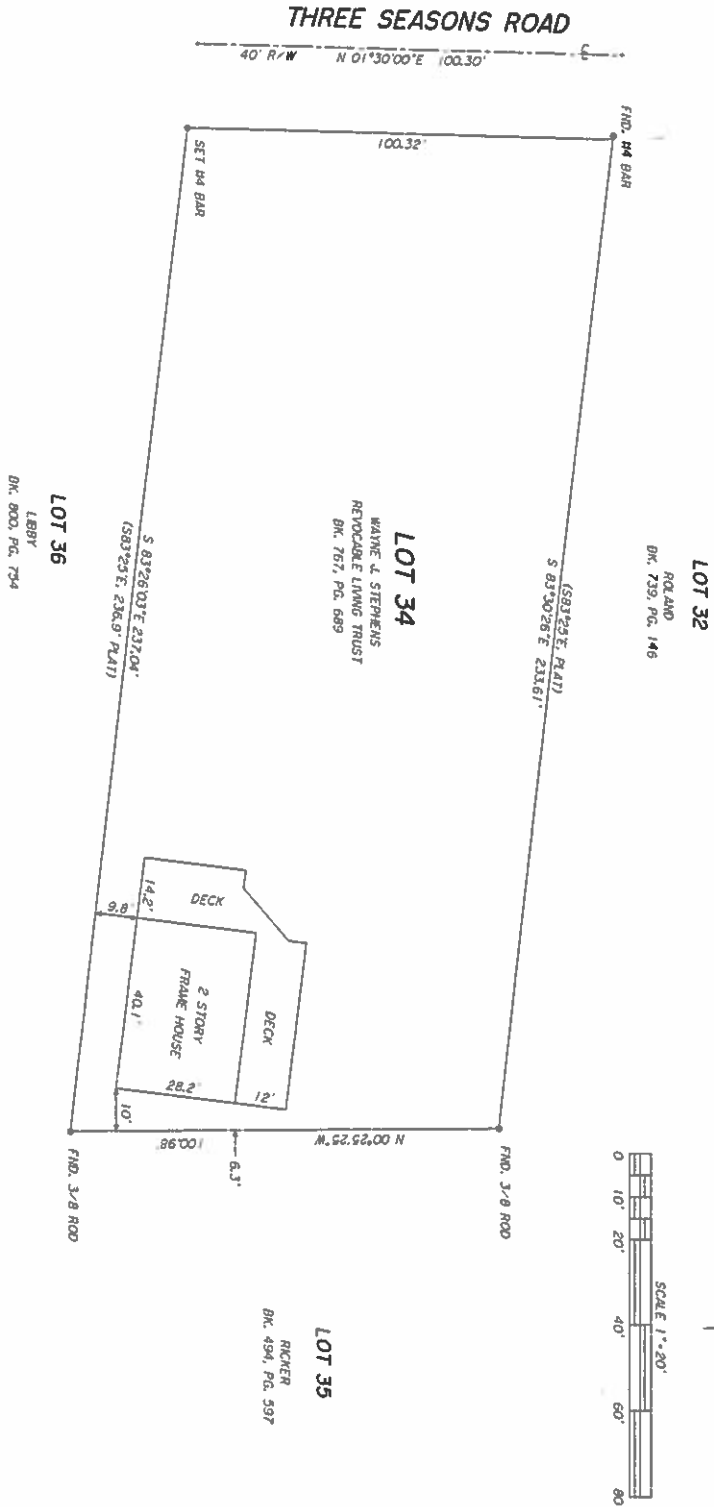 THREE SEASONS ROAD
40' R/W N 01°30'00"E 100.30'
FND. #4 BAR
SET #4 BAR
100.32'
LOT 32
ROLAND
BK. 739, PG. 146
(S83°25'E, PLAT)
S 83°30'26"E 233.61'
LOT 34
WAYNE J. STEPHENS
REVOCABLE LIVING TRUST
BK. 767, PG. 689
S 83°26'03"E 237.04'
(S83°25'E, 236.9' PLAT)
LOT 36
LIBBY
BK. 800, PG. 754
DECK
14.2'
9.8'
2 STORY
FRAME HOUSE
40.1'
DECK
28.2'
12'
10'
6.3'
N 00°25'25"W
100.98'
FND. 3/8 ROD
FND. 3/8 ROD
LOT 35
RICKER
BK. 494, PG. 597
SCALE 1"=20'
0 10' 20' 40' 60' 80